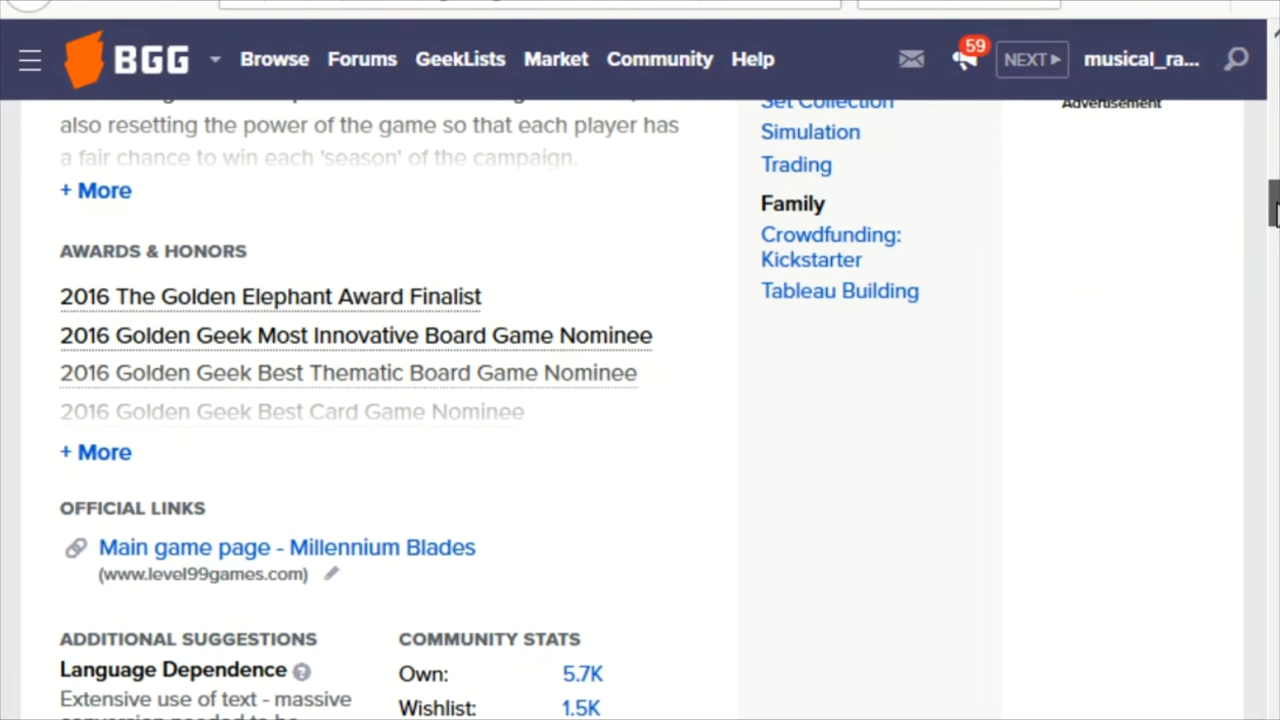 BGG
Browse
Forums
GeekLists
Market
Community
Help
59
NEXT
musical_ra...
also resetting the power of the game so that each player has
a fair chance to win each 'season' of the campaign.
+ More
AWARDS & HONORS
2016 The Golden Elephant Award Finalist
2016 Golden Geek Most Innovative Board Game Nominee
2016 Golden Geek Best Thematic Board Game Nominee
2016 Golden Geek Best Card Game Nominee
+ More
OFFICIAL LINKS
Main game page - Millennium Blades
(www.level99games.com)
ADDITIONAL SUGGESTIONS
Language Dependence ?
Extensive use of text - massive
COMMUNITY STATS
Own: 5.7K
Wishlist: 1.5K
Set Collection
Simulation
Trading
Family
Crowdfunding:
Kickstarter
Tableau Building
Advertisement